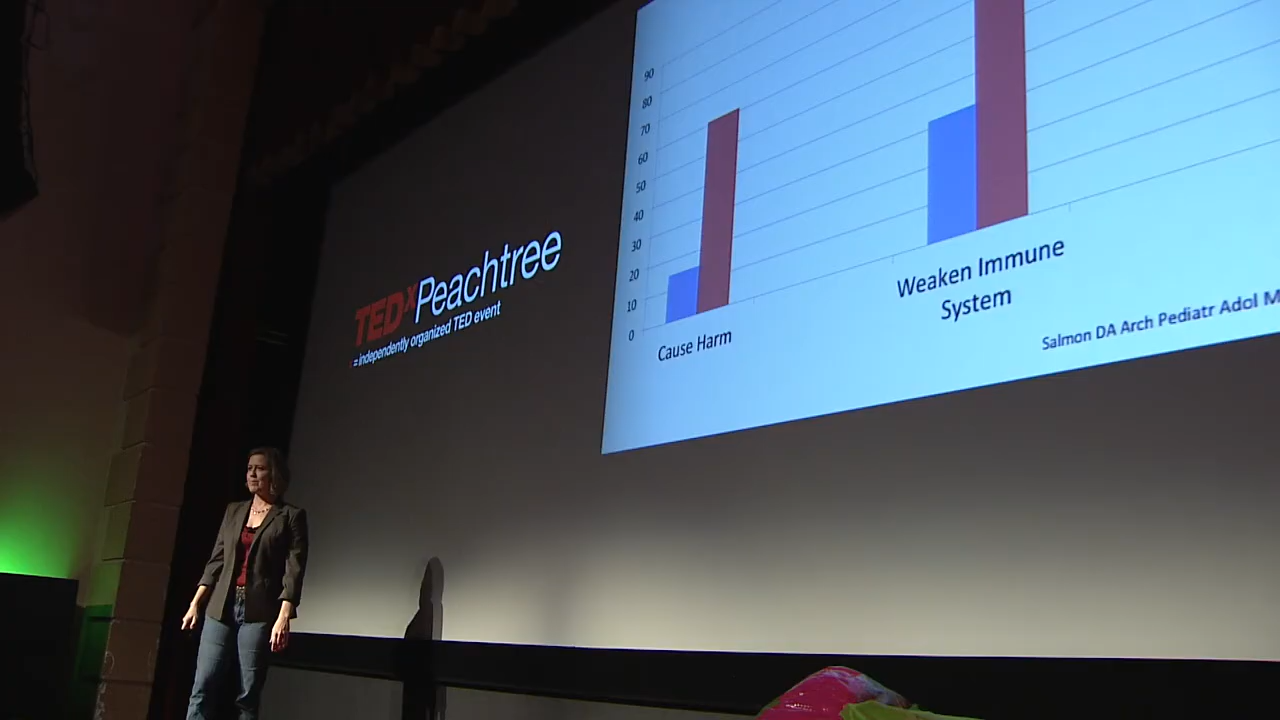 TEDxPeachtree
x = independently organized TED event
90
80
70
60
50
40
30
20
10
0
Cause Harm
Weaken Immune
System
Salmon DA Arch Pediatr Adol M